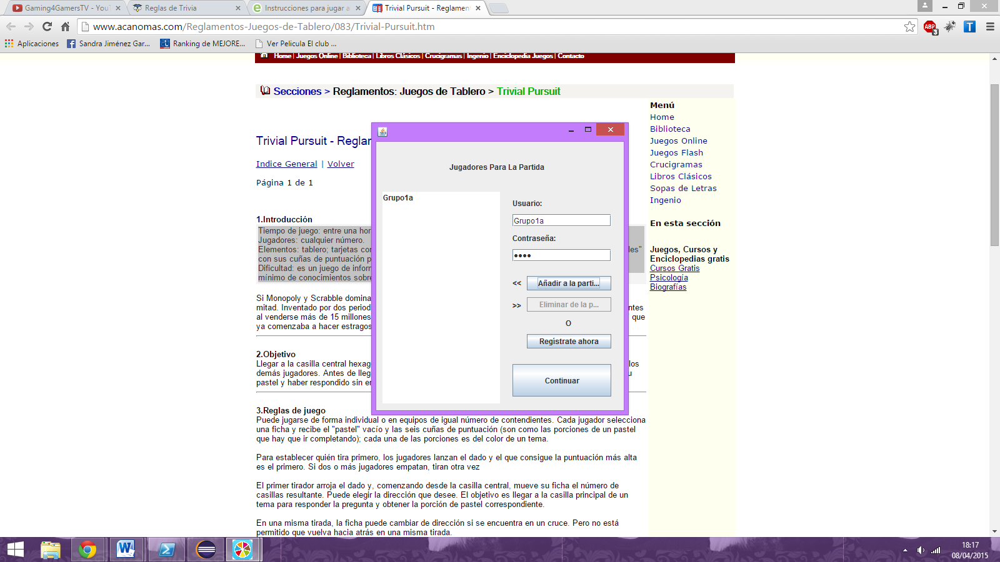 Gaming4GamersTV - YouT
Reglas de Trivia
Instrucciones para jugar a
Trivial Pursuit - Reglament
www.acanomas.com/Reglamentos-Juegos-de-Tablero/083/Trivial-Pursuit.htm
ABP
3
T
Aplicaciones
Sandra Jiménez Gar...
Ranking de MEJORE...
Ver Pelicula El club ...
Home | Juegos Online | Biblioteca | Libros Clásicos | Crucigramas | Ingenio | Enciclopedia Juegos | Contacto
Secciones > Reglamentos: Juegos de Tablero > Trivial Pursuit
Trivial Pursuit - Reglar
Indice General | Volver
Página 1 de 1
1.Introducción
Tiempo de juego: entre una hor
Jugadores: cualquier número.
Elementos: tablero; tarjetas cor
les"
con sus cuñas de puntuación p
Dificultad: es un juego de inform
mínimo de conocimientos sobre
Si Monopoly y Scrabble domina
mitad. Inventado por dos period
ntes
al venderse más de 15 millones
que
ya comenzaba a hacer estragos
2.Objetivo
Llegar a la casilla central hexag
los
demás jugadores. Antes de lleg
u
pastel y haber respondido sin er
3.Reglas de juego
Puede jugarse de forma individual o en equipos de igual número de contendientes. Cada jugador selecciona
una ficha y recibe el "pastel" vacío y las seis cuñas de puntuación (son como las porciones de un pastel
que hay que ir completando); cada una de las porciones es del color de un tema.
Para establecer quién tira primero, los jugadores lanzan el dado y el que consigue la puntuación más alta
es el primero. Si dos o más jugadores empatan, tiran otra vez
El primer tirador arroja el dado y, comenzando desde la casilla central, mueve su ficha el número de
casillas resultante. Puede elegir la dirección que desee. El objetivo es llegar a la casilla principal de un
tema para responder la pregunta y obtener la porción de pastel correspondiente.
En una misma tirada, la ficha puede cambiar de dirección si se encuentra en un cruce. Pero no está
permitido que vuelva hacia atrás en una misma tirada.
Menú
Home
Biblioteca
Juegos Online
Juegos Flash
Crucigramas
Libros Clásicos
Sopas de Letras
Ingenio
En esta sección
Juegos, Cursos y
Enciclopedias gratis
Cursos Gratis
Psicología
Biografías
Jugadores Para La Partida
Grupo1a
Usuario:
Grupo1a
Contraseña:
••••
<< Añadir a la parti...
>> Eliminar de la p...
O
Regístrate ahora
Continuar
18:17
08/04/2015